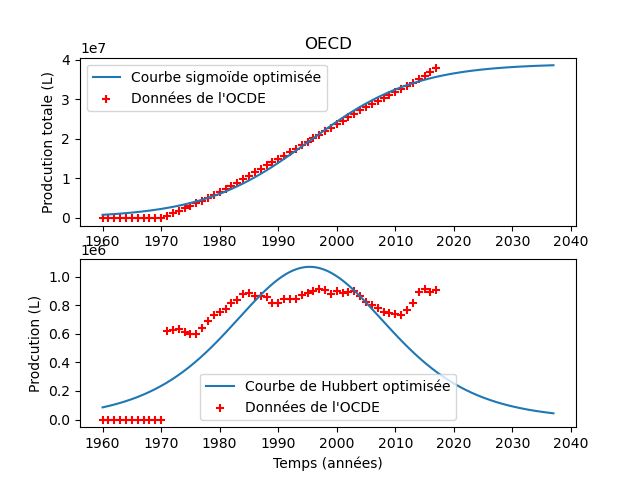 OECD
1e7
Prodcution totale (L)
4
3
2
1
0
Courbe sigmoïde optimisée
Données de l'OCDE
1960 1970 1980 1990 2000 2010 2020 2030 2040
1e6
Prodcution (L)
1.0
0.8
0.6
0.4
0.2
0.0
Courbe de Hubbert optimisée
Données de l'OCDE
1960 1970 1980 1990 2000 2010 2020 2030 2040
Temps (années)